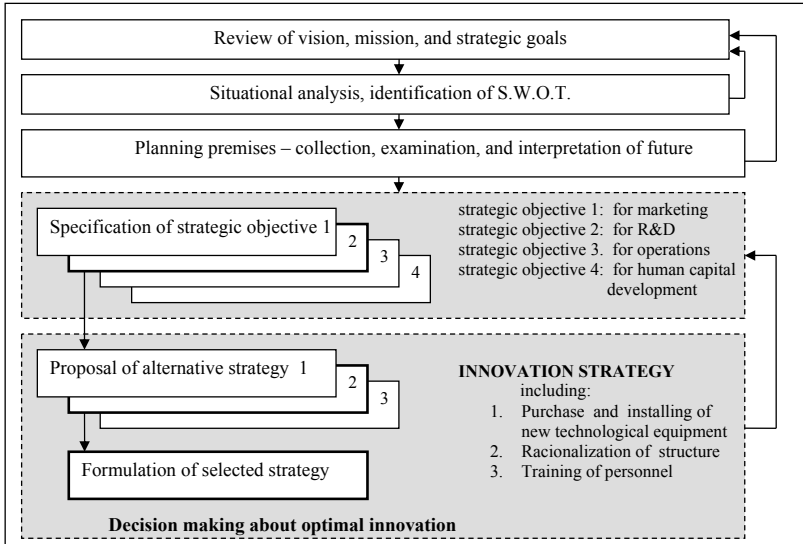 Review of vision, mission, and strategic goals
Situational analysis, identification of S.W.O.T.
Planning premises – collection, examination, and interpretation of future
Specification of strategic objective 1
2
3
4
strategic objective 1: for marketing
strategic objective 2: for R&D
strategic objective 3. for operations
strategic objective 4: for human capital
development
Proposal of alternative strategy 1
2
3
Formulation of selected strategy
INNOVATION STRATEGY
including:
1. Purchase and installing of
new technological equipment
2. Racionalization of structure
3. Training of personnel
Decision making about optimal innovation